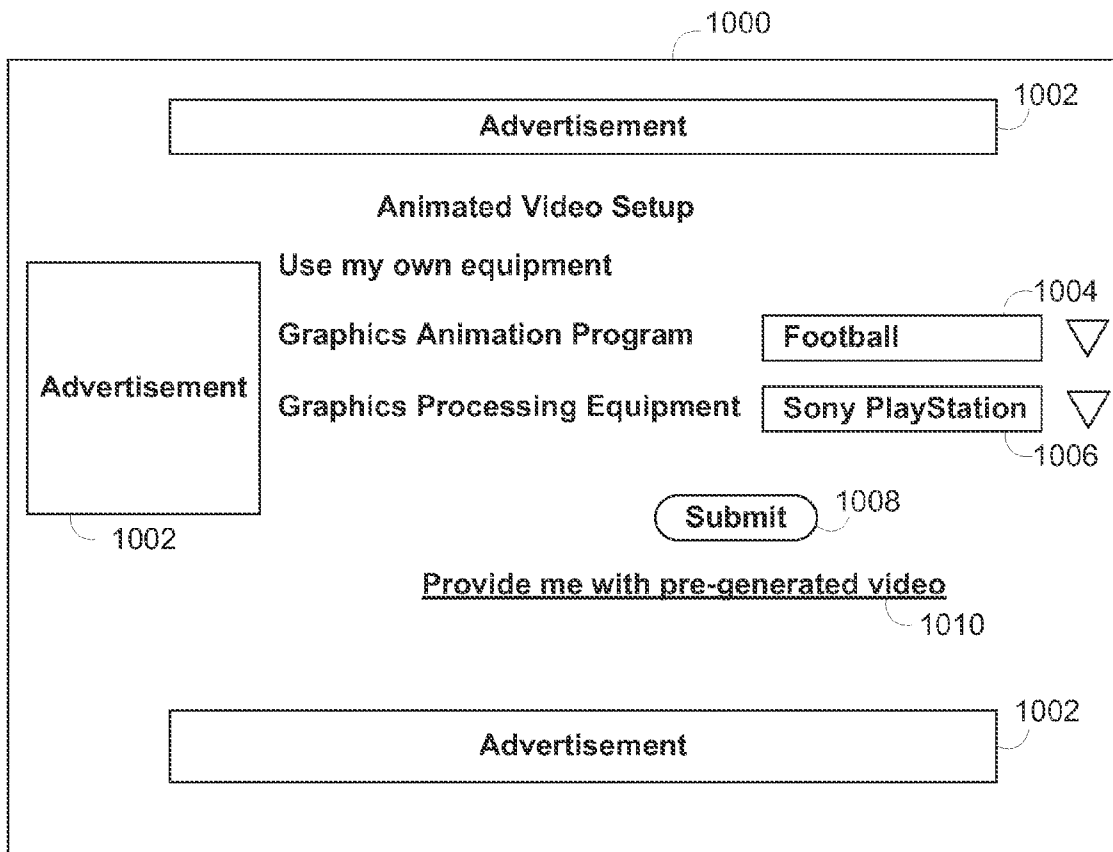 1000
1002
Advertisement
Animated Video Setup
Use my own equipment
1004
Graphics Animation Program Football
Advertisement
Graphics Processing Equipment Sony PlayStation
1006
1008
Submit
1002
Provide me with pre-generated video
1010
1002
Advertisement